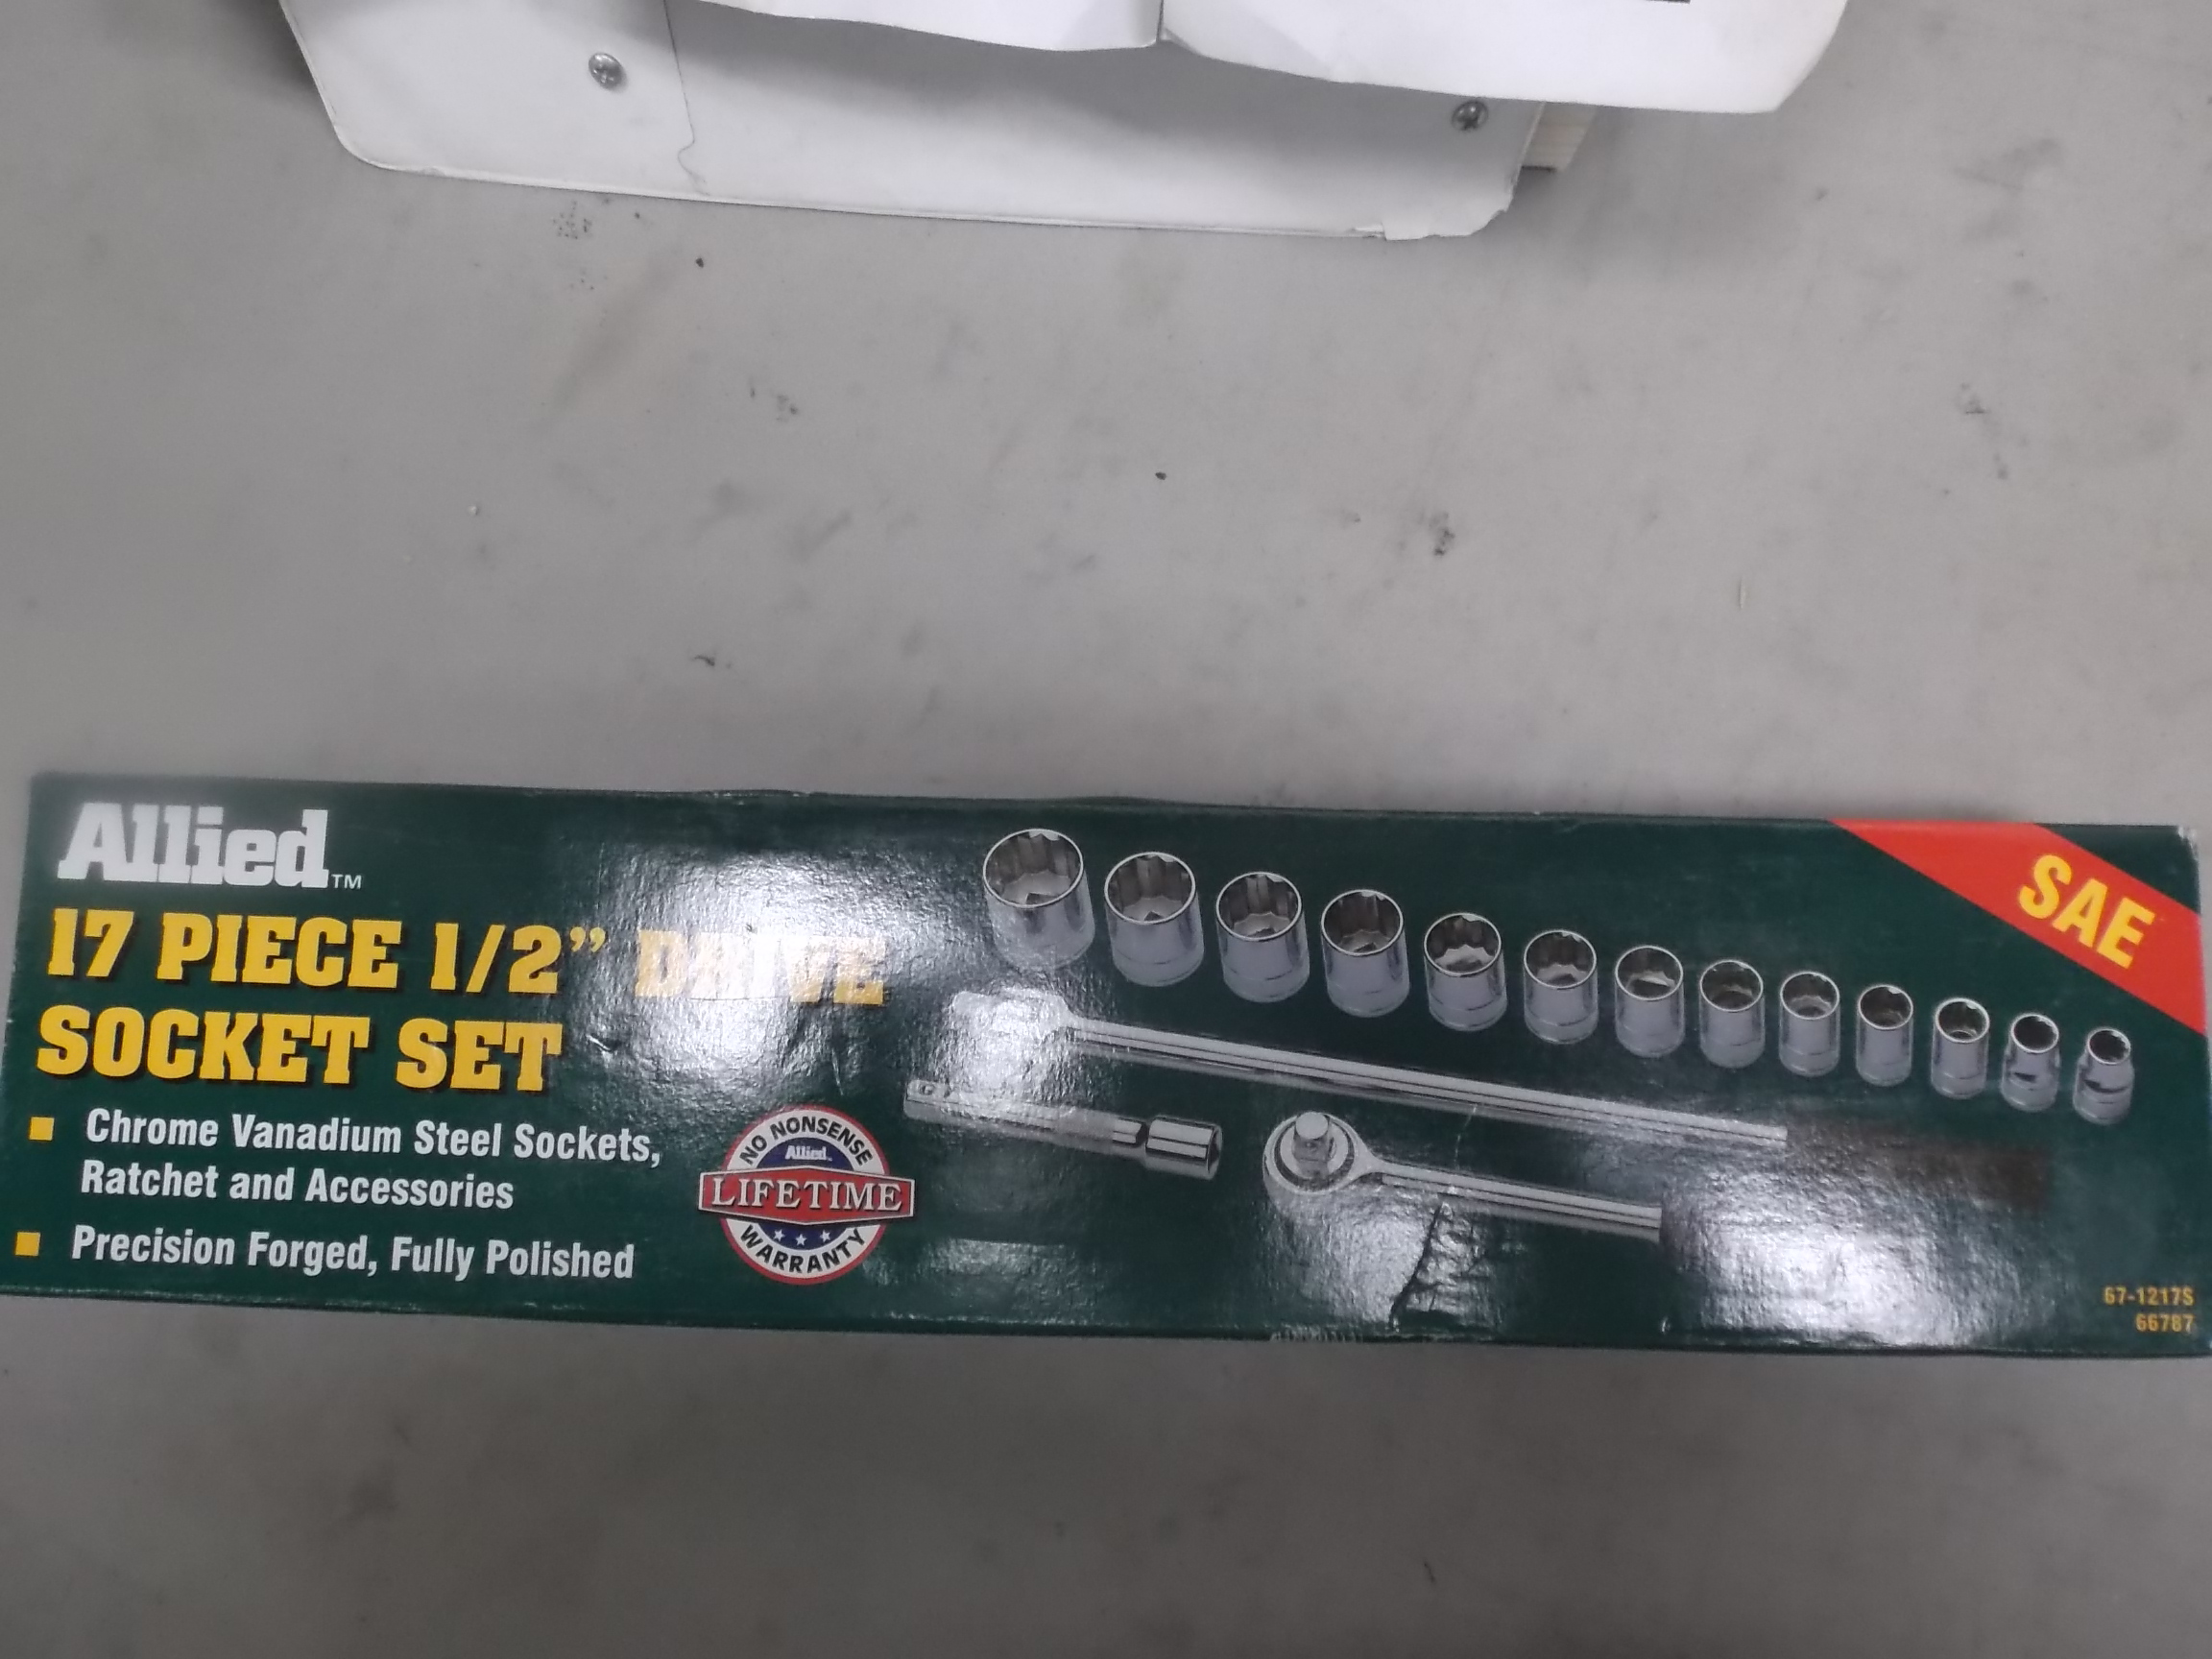 Allied™
17 PIECE 1/2” DRIVE
SOCKET SET
Chrome Vanadium Steel Sockets,
Ratchet and Accessories
Precision Forged, Fully Polished
NO NONSENSE
Allied
LIFETIME
WARRANTY
SAE
67-1217S
66787